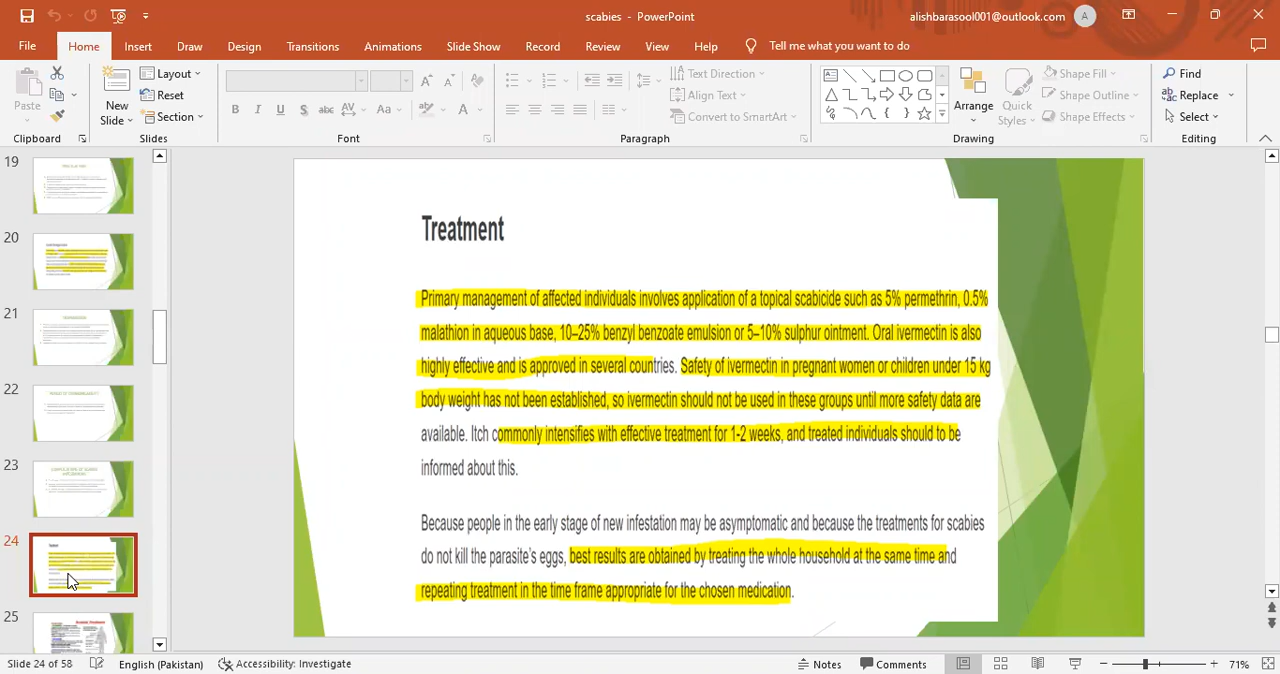 scabies - PowerPoint
alishbarasool001@outlook.com A
File Home Insert Draw Design Transitions Animations Slide Show Record Review View Help Tell me what you want to do
Paste
New Slide
Layout
Reset
Section
B I U S abc AV Aa A
Text Direction
Align Text
Convert to SmartArt
Arrange
Quick Styles
Shape Fill
Shape Outline
Shape Effects
Find
Replace
Select
Clipboard Slides Font Paragraph Drawing Editing
19
20
21
22
23
24
25
Treatment
Primary management of affected individuals involves application of a topical scabicide such as 5% permethrin, 0.5%
malathion in aqueous base, 10–25% benzyl benzoate emulsion or 5–10% sulphur ointment. Oral ivermectin is also
highly effective and is approved in several countries. Safety of ivermectin in pregnant women or children under 15 kg
body weight has not been established, so ivermectin should not be used in these groups until more safety data are
available. Itch commonly intensifies with effective treatment for 1-2 weeks, and treated individuals should to be
informed about this.
Because people in the early stage of new infestation may be asymptomatic and because the treatments for scabies
do not kill the parasite's eggs, best results are obtained by treating the whole household at the same time and
repeating treatment in the time frame appropriate for the chosen medication.
Slide 24 of 58 English (Pakistan) Accessibility: Investigate Notes Comments 71%